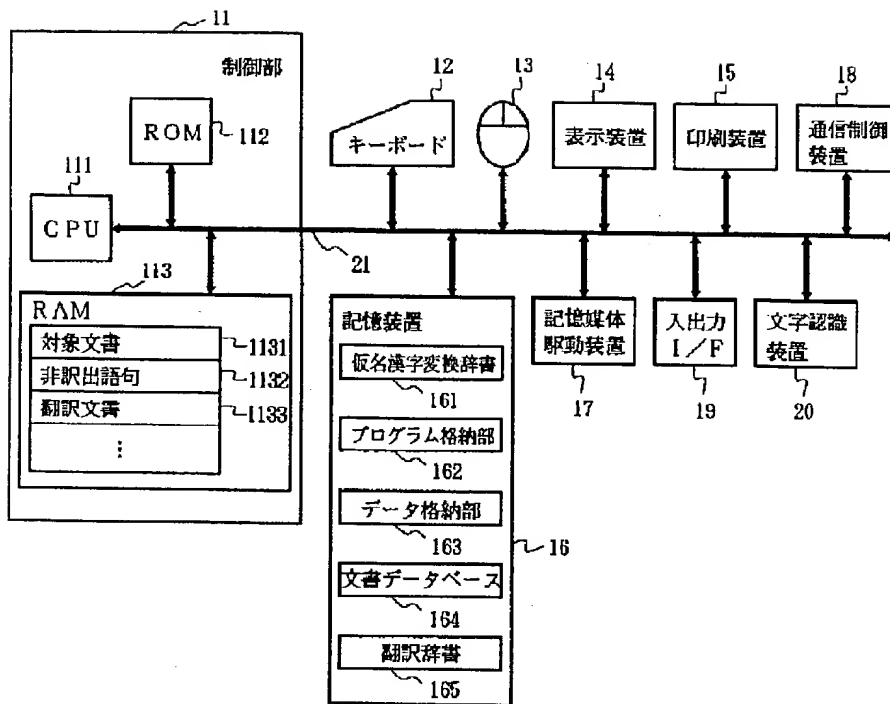 11
制御部
ROM
112
111
CPU
113
RAM
対象文書
1131
非訳出語句
1132
翻訳文書
1133
⋮
12
キーボード
13
14
表示装置
15
印刷装置
18
通信制御
装置
21
記憶装置
仮名漢字変換辞書
161
プログラム格納部
162
データ格納部
163
文書データベース
164
翻訳辞書
165
16
記憶媒体
駆動装置
17
入出力
I/F
19
文字認識
装置
20